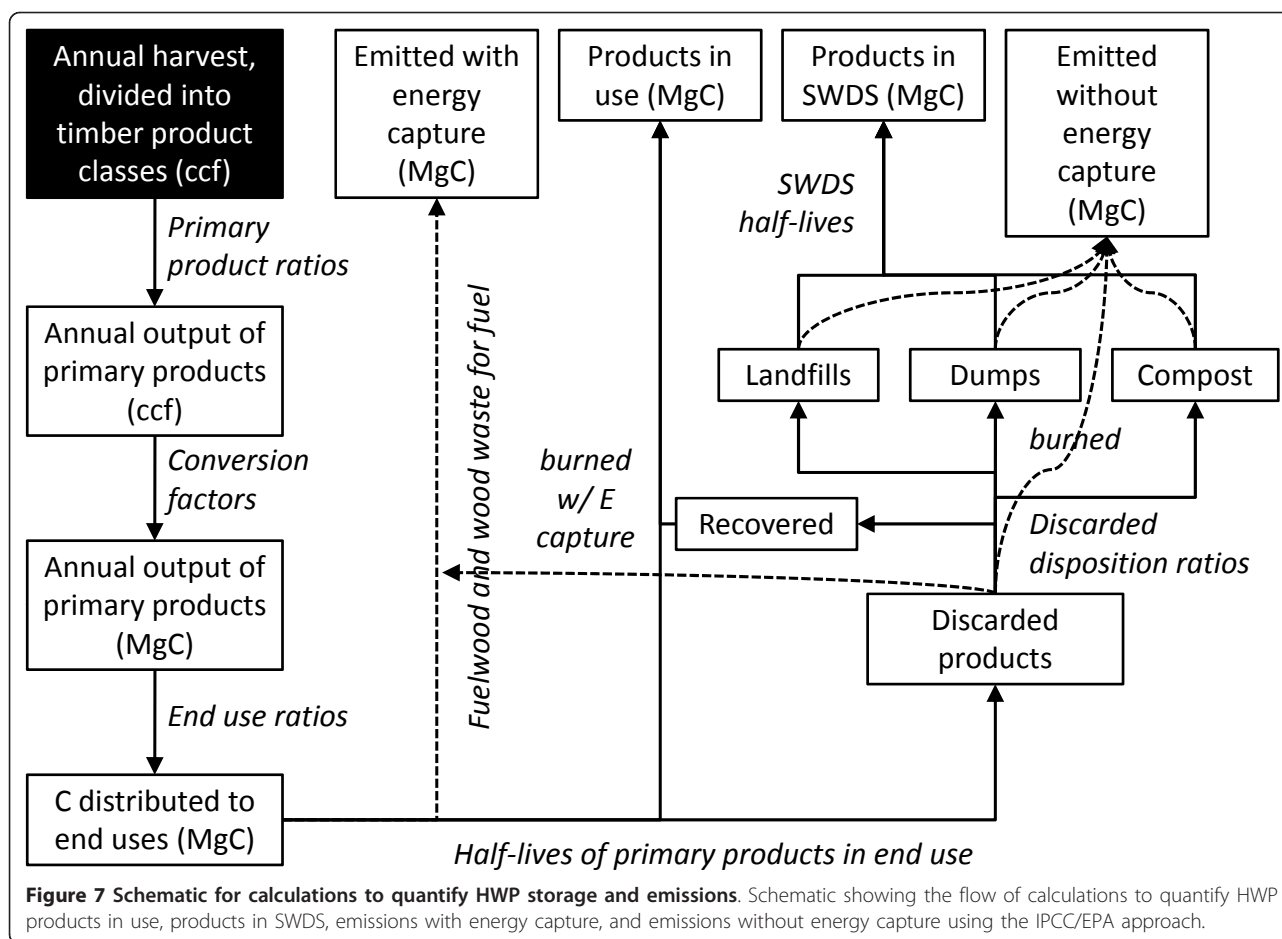 Annual harvest,
divided into
timber product
classes (ccf)
Emitted with
energy
capture
(MgC)
Products in
use (MgC)
Products in
SWDS (MgC)
Emitted
without
energy
capture
(MgC)
Primary
product ratios
SWDS
half-lives
Annual output of
primary products
(ccf)
Fuelwood and wood waste for fuel
Landfills
Dumps
Compost
Conversion
factors
burned
w/ E
capture
burned
Recovered
Discarded
disposition ratios
Annual output of
primary products
(MgC)
Discarded
products
End use ratios
C distributed to
end uses (MgC)
Half-lives of primary products in end use
Figure 7 Schematic for calculations to quantify HWP storage and emissions. Schematic showing the flow of calculations to quantify HWP
products in use, products in SWDS, emissions with energy capture, and emissions without energy capture using the IPCC/EPA approach.